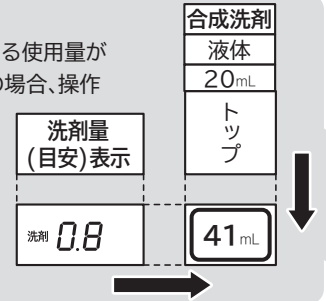 る使用量が
の場合、操作
合成洗剤
液体
20mL
トップ
洗剤量
(目安)表示
洗剤 0.8
41mL